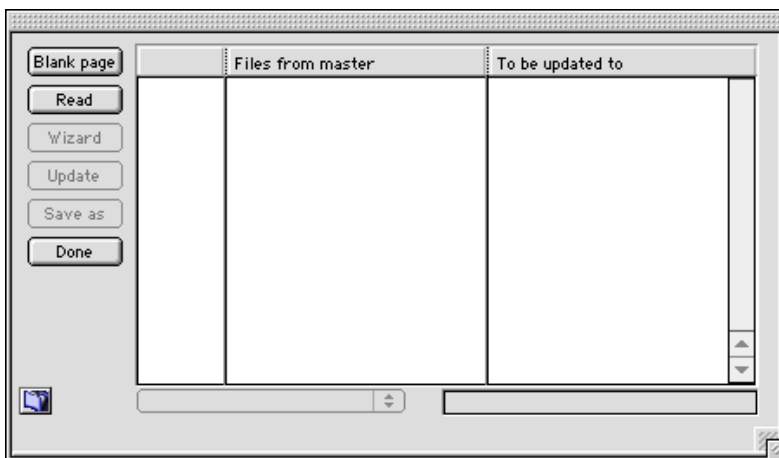 Blank page
Read
Wizard
Update
Save as
Done
Files from master
To be updated to